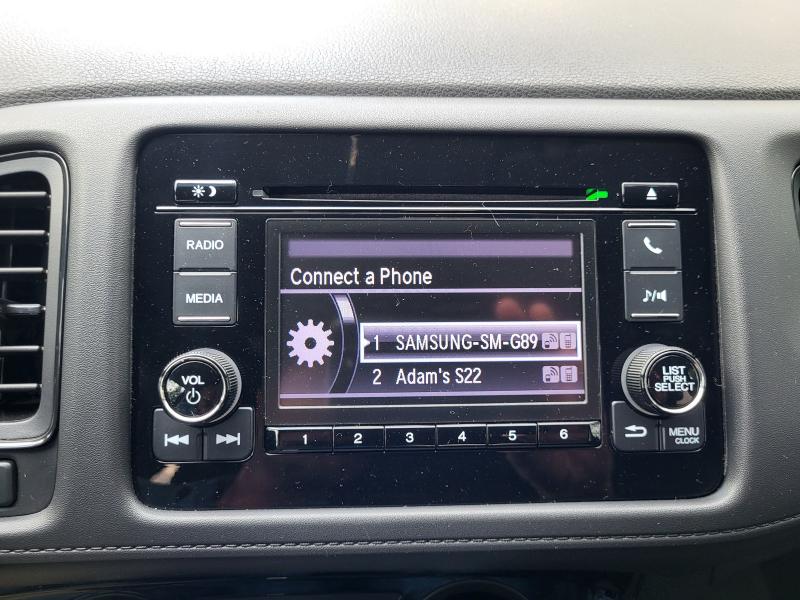 RADIO
MEDIA
VOL
Connect a Phone
1 SAMSUNG-SM-G89
2 Adam's S22
LIST
PUSH
SELECT
MENU
CLOCK
1 2 3 4 5 6